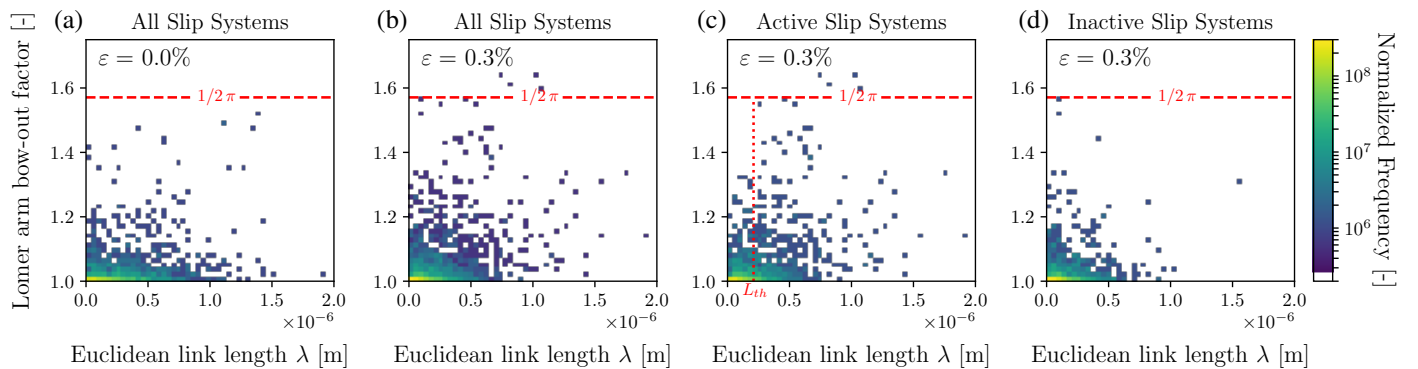 (a) All Slip Systems
(b) All Slip Systems
(c) Active Slip Systems
(d) Inactive Slip Systems
Lomer arm bow-out factor [-]
1.6
1.4
1.2
1.0
ε = 0.0%
1/2 π
0.0 0.5 1.0 1.5 2.0
×10⁻⁶
Euclidean link length λ [m]
1.6
1.4
1.2
1.0
ε = 0.3%
1/2 π
0.0 0.5 1.0 1.5 2.0
×10⁻⁶
Euclidean link length λ [m]
1.6
1.4
1.2
1.0
ε = 0.3%
1/2 π
L_th
0.0 0.5 1.0 1.5 2.0
×10⁻⁶
Euclidean link length λ [m]
1.6
1.4
1.2
1.0
ε = 0.3%
1/2 π
0.0 0.5 1.0 1.5 2.0
×10⁻⁶
Euclidean link length λ [m]
10⁸
10⁷
10⁶
Normalized Frequency [-]